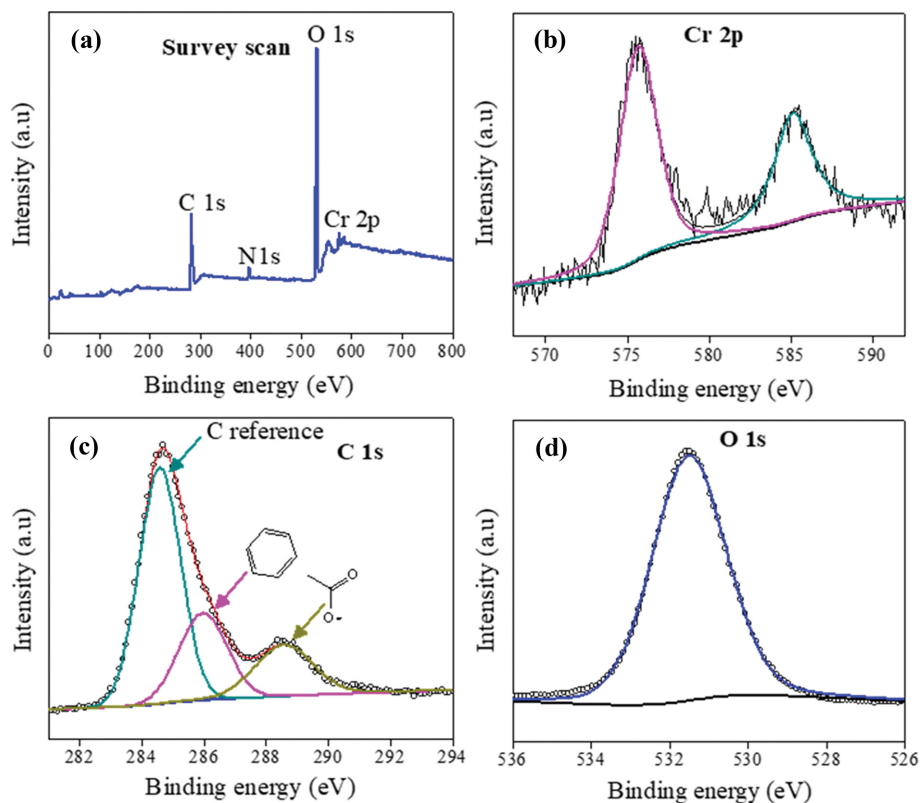 (a)
Survey scan
O 1s
C 1s
N1s
Cr 2p
Intensity (a.u)
0 100 200 300 400 500 600 700 800
Binding energy (eV)
(b)
Cr 2p
Intensity (a.u)
570 575 580 585 590
Binding energy (eV)
(c)
C reference
C 1s
O
O
Intensity (a.u)
282 284 286 288 290 292 294
Binding energy (eV)
(d)
O 1s
Intensity (a.u)
536 534 532 530 528 526
Binding energy (eV)